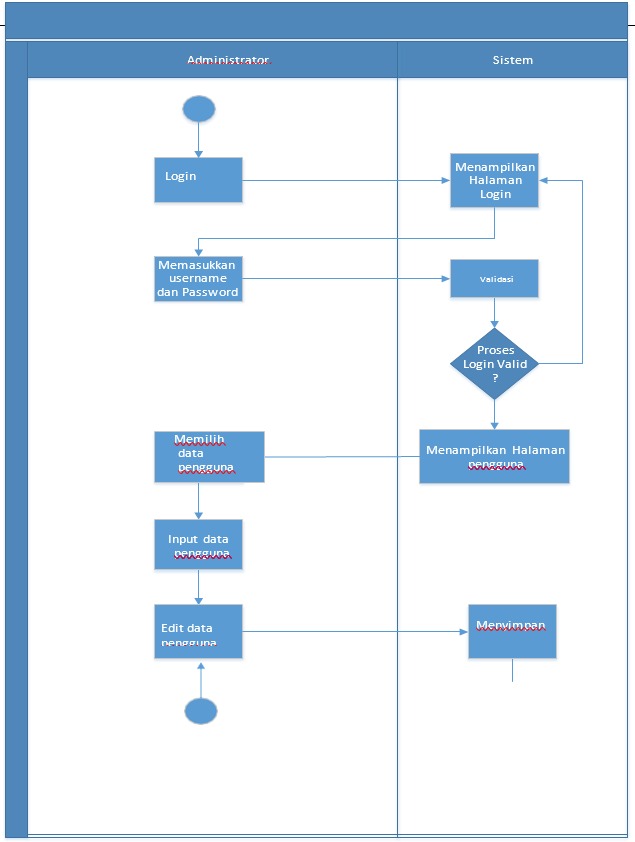 Administrator
Sistem
Login
Menampilkan
Halaman
Login
Memasukkan
username
dan Password
Validasi
Proses
Login Valid
?
Memilih
data
pengguna
Menampilkan Halaman
pengguna
Input data
pengguna
Edit data
pengguna
Menyimpan